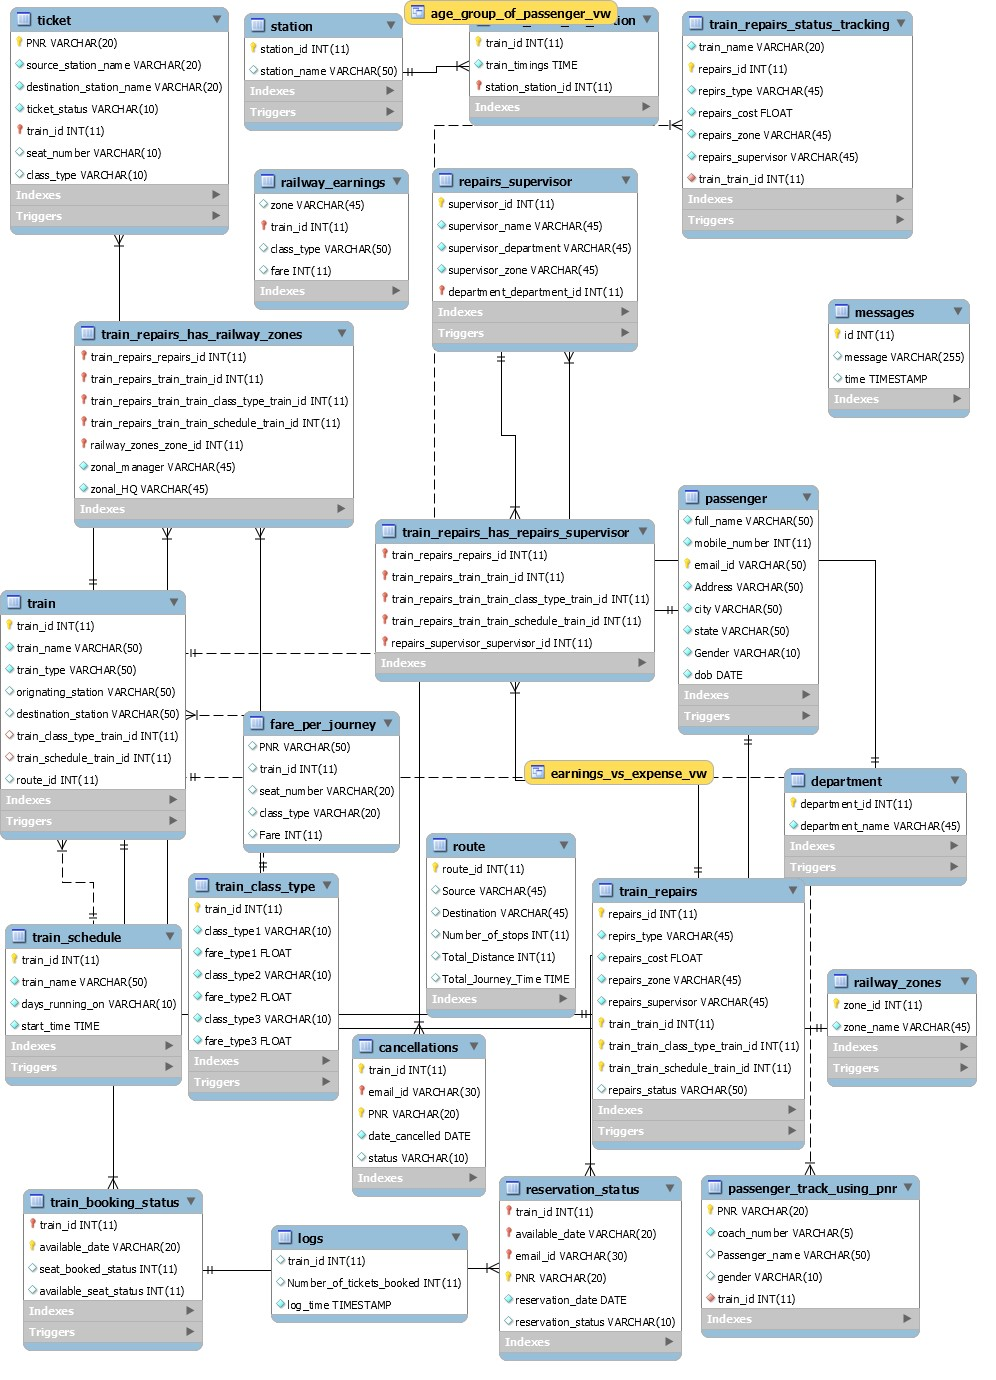 ticket
PNR VARCHAR(20)
source_station_name VARCHAR(20)
destination_station_name VARCHAR(20)
ticket_status VARCHAR(10)
train_id INT(11)
seat_number VARCHAR(10)
class_type VARCHAR(10)
Indexes
Triggers
station
station_id INT(11)
station_name VARCHAR(50)
Indexes
Triggers
age_group_of_passenger_vw
train_id INT(11)
train_timings TIME
station_station_id INT(11)
Indexes
train_repairs_status_tracking
train_name VARCHAR(20)
repairs_id INT(11)
repirs_type VARCHAR(45)
repairs_cost FLOAT
repairs_zone VARCHAR(45)
repairs_supervisor VARCHAR(45)
train_train_id INT(11)
Indexes
Triggers
railway_earnings
zone VARCHAR(45)
train_id INT(11)
class_type VARCHAR(50)
fare INT(11)
Indexes
repairs_supervisor
supervisor_id INT(11)
supervisor_name VARCHAR(45)
supervisor_department VARCHAR(45)
supervisor_zone VARCHAR(45)
department_department_id INT(11)
Indexes
Triggers
messages
id INT(11)
message VARCHAR(255)
time TIMESTAMP
Indexes
train_repairs_has_railway_zones
train_repairs_repairs_id INT(11)
train_repairs_train_train_id INT(11)
train_repairs_train_train_class_type_train_id INT(11)
train_repairs_train_train_schedule_train_id INT(11)
railway_zones_zone_id INT(11)
zonal_manager VARCHAR(45)
zonal_HQ VARCHAR(45)
Indexes
train_repairs_has_repairs_supervisor
train_repairs_repairs_id INT(11)
train_repairs_train_train_id INT(11)
train_repairs_train_train_class_type_train_id INT(11)
train_repairs_train_train_schedule_train_id INT(11)
repairs_supervisor_supervisor_id INT(11)
Indexes
passenger
full_name VARCHAR(50)
mobile_number INT(11)
email_id VARCHAR(50)
Address VARCHAR(50)
city VARCHAR(50)
state VARCHAR(50)
Gender VARCHAR(10)
dob DATE
Indexes
Triggers
train
train_id INT(11)
train_name VARCHAR(50)
train_type VARCHAR(50)
orignating_station VARCHAR(50)
destination_station VARCHAR(50)
train_class_type_train_id INT(11)
train_schedule_train_id INT(11)
route_id INT(11)
Indexes
Triggers
fare_per_journey
PNR VARCHAR(50)
train_id INT(11)
seat_number VARCHAR(20)
class_type VARCHAR(20)
Fare INT(11)
earnings_vs_expense_vw
department
department_id INT(11)
department_name VARCHAR(45)
Indexes
Triggers
route
route_id INT(11)
Source VARCHAR(45)
Destination VARCHAR(45)
Number_of_stops INT(11)
Total_Distance INT(11)
Total_Journey_Time TIME
Indexes
train_class_type
train_id INT(11)
class_type1 VARCHAR(10)
fare_type1 FLOAT
class_type2 VARCHAR(10)
fare_type2 FLOAT
class_type3 VARCHAR(10)
fare_type3 FLOAT
Indexes
Triggers
train_repairs
repairs_id INT(11)
repirs_type VARCHAR(45)
repairs_cost FLOAT
repairs_zone VARCHAR(45)
repairs_supervisor VARCHAR(45)
train_train_id INT(11)
train_train_class_type_train_id INT(11)
train_train_schedule_train_id INT(11)
repairs_status VARCHAR(50)
Indexes
Triggers
train_schedule
train_id INT(11)
train_name VARCHAR(50)
days_running_on VARCHAR(10)
start_time TIME
Indexes
Triggers
railway_zones
zone_id INT(11)
zone_name VARCHAR(45)
Indexes
Triggers
cancellations
train_id INT(11)
email_id VARCHAR(30)
PNR VARCHAR(20)
date_cancelled DATE
status VARCHAR(10)
Indexes
train_booking_status
train_id INT(11)
available_date VARCHAR(20)
seat_booked_status INT(11)
available_seat_status INT(11)
Indexes
Triggers
logs
train_id INT(11)
Number_of_tickets_booked INT(11)
log_time TIMESTAMP
reservation_status
train_id INT(11)
available_date VARCHAR(20)
email_id VARCHAR(30)
PNR VARCHAR(20)
reservation_date DATE
reservation_status VARCHAR(10)
Indexes
passenger_track_using_pnr
PNR VARCHAR(20)
coach_number VARCHAR(5)
Passenger_name VARCHAR(50)
gender VARCHAR(10)
train_id INT(11)
Indexes